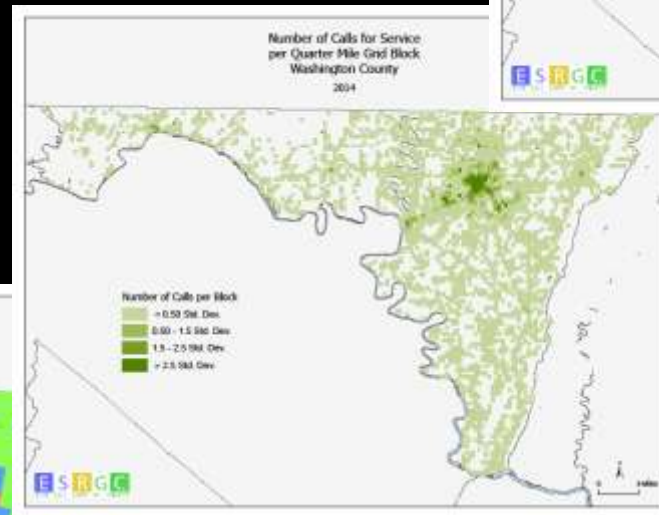 Number of Calls for Service
per Quarter Mile Grid Block
Washington County
2014
E S R G C
Number of Calls per Block
< 0.50 Std. Dev.
0.50 - 1.5 Std. Dev.
1.5 - 2.5 Std. Dev.
> 2.5 Std. Dev.
E S R G C